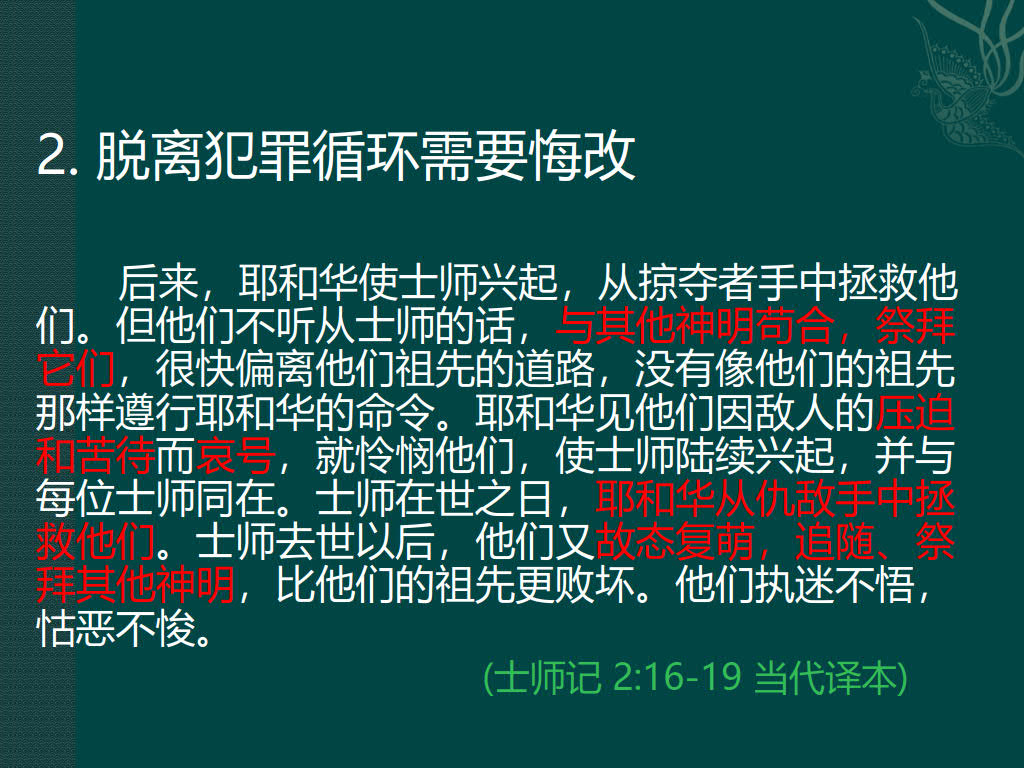 2. 脱离犯罪循环需要悔改
后来，耶和华使士师兴起，从掠夺者手中拯救他
们。但他们不听从士师的话，与其他神明苟合，祭拜
它们，很快偏离他们祖先的道路，没有像他们的祖先
那样遵行耶和华的命令。耶和华见他们因敌人的压迫
和苦待而哀号，就怜悯他们，使士师陆续兴起，并与
每位士师同在。士师在世之日，耶和华从仇敌手中拯
救他们。士师去世以后，他们又故态复萌，追随、祭
拜其他神明，比他们的祖先更败坏。他们执迷不悟，
怙恶不悛。
(士师记 2:16-19 当代译本)